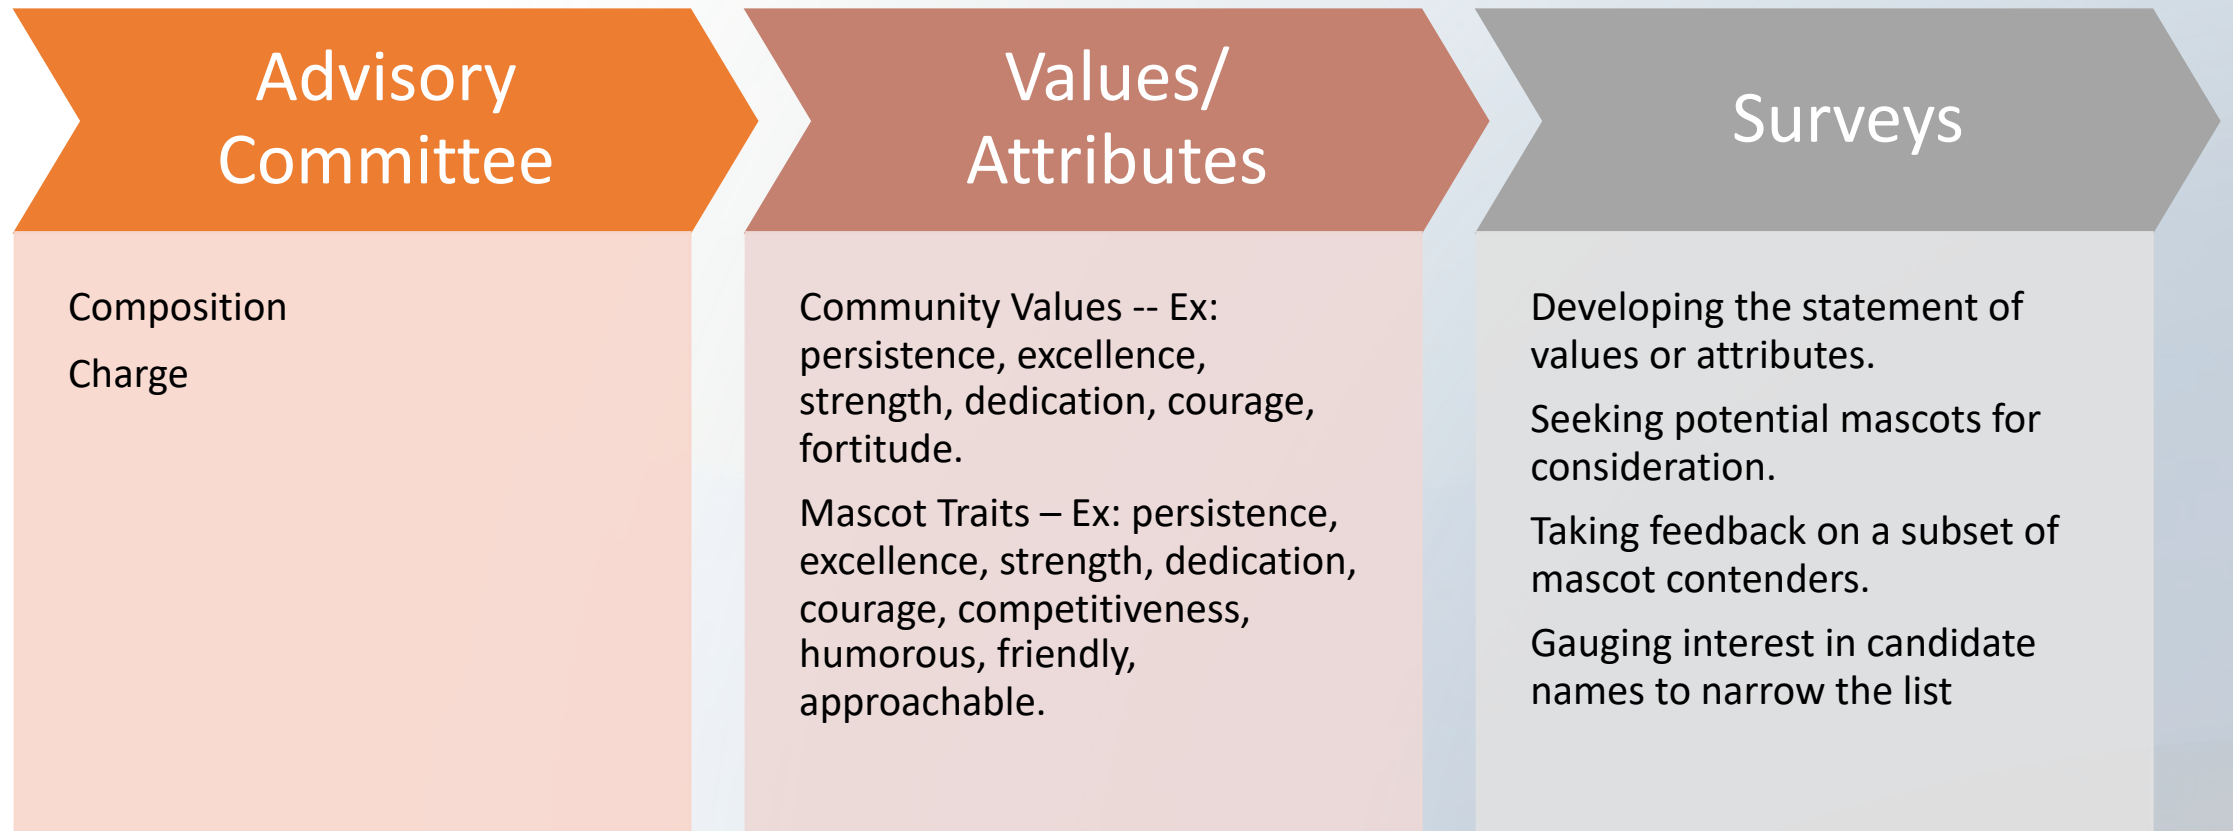 Advisory
Committee
Composition
Charge
Values/
Attributes
Community Values -- Ex:
persistence, excellence,
strength, dedication, courage,
fortitude.
Mascot Traits – Ex: persistence,
excellence, strength, dedication,
courage, competitiveness,
humorous, friendly,
approachable.
Surveys
Developing the statement of
values or attributes.
Seeking potential mascots for
consideration.
Taking feedback on a subset of
mascot contenders.
Gauging interest in candidate
names to narrow the list